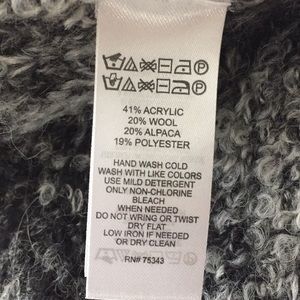 41% ACRYLIC
20% WOOL
20% ALPACA
19% POLYESTER
HAND WASH COLD
WASH WITH LIKE COLORS
USE MILD DETERGENT
ONLY NON-CHLORINE
BLEACH
WHEN NEEDED
DO NOT WRING OR TWIST
DRY FLAT
LOW IRON IF NEEDED
OR DRY CLEAN
RN# 75343